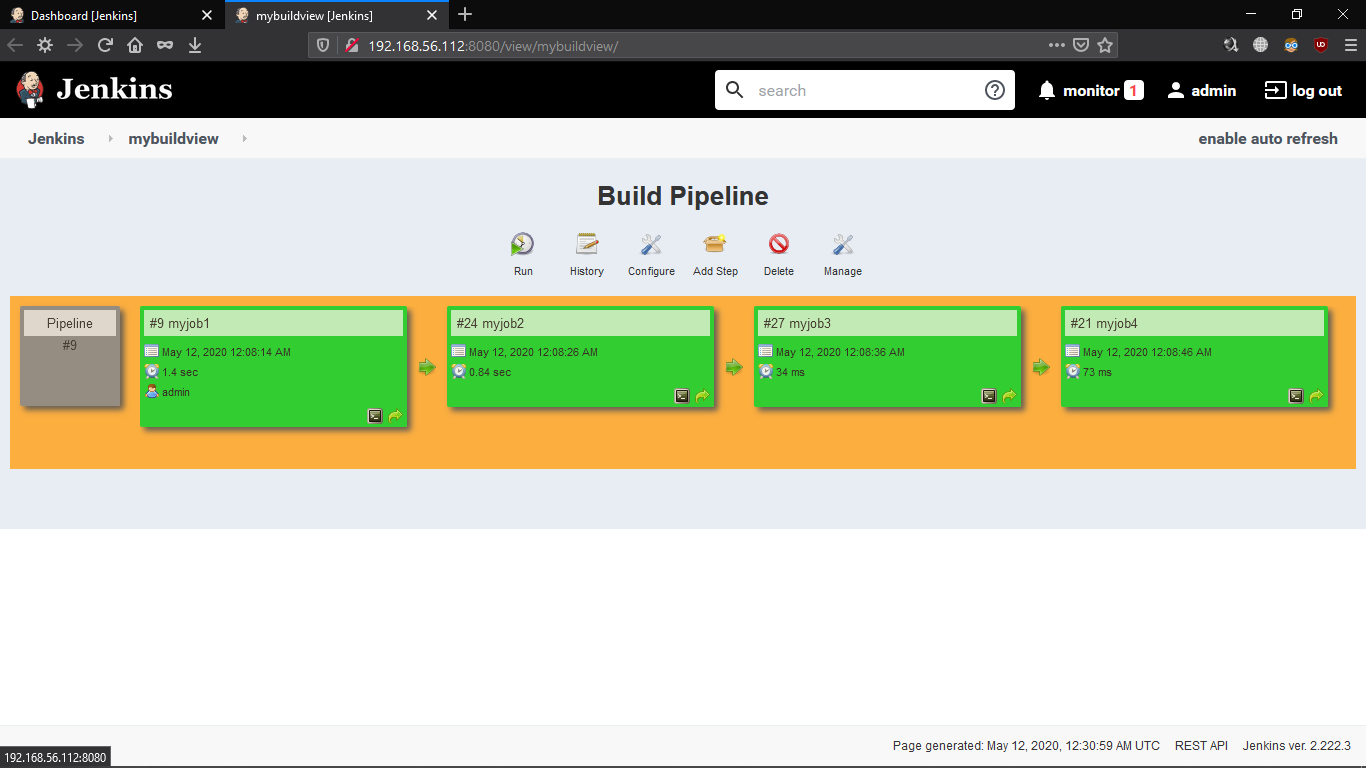 Dashboard [Jenkins]
mybuildview [Jenkins]
192.168.56.112:8080/view/mybuildview/
Jenkins
search
monitor 1
admin
log out
Jenkins
mybuildview
enable auto refresh
Build Pipeline
Run
History
Configure
Add Step
Delete
Manage
Pipeline
#9
#9 myjob1
May 12, 2020 12:08:14 AM
1.4 sec
admin
#24 myjob2
May 12, 2020 12:08:26 AM
0.84 sec
#27 myjob3
May 12, 2020 12:08:36 AM
34 ms
#21 myjob4
May 12, 2020 12:08:46 AM
73 ms
Page generated: May 12, 2020, 12:30:59 AM UTC
REST API
Jenkins ver. 2.222.3
192.168.56.112:8080